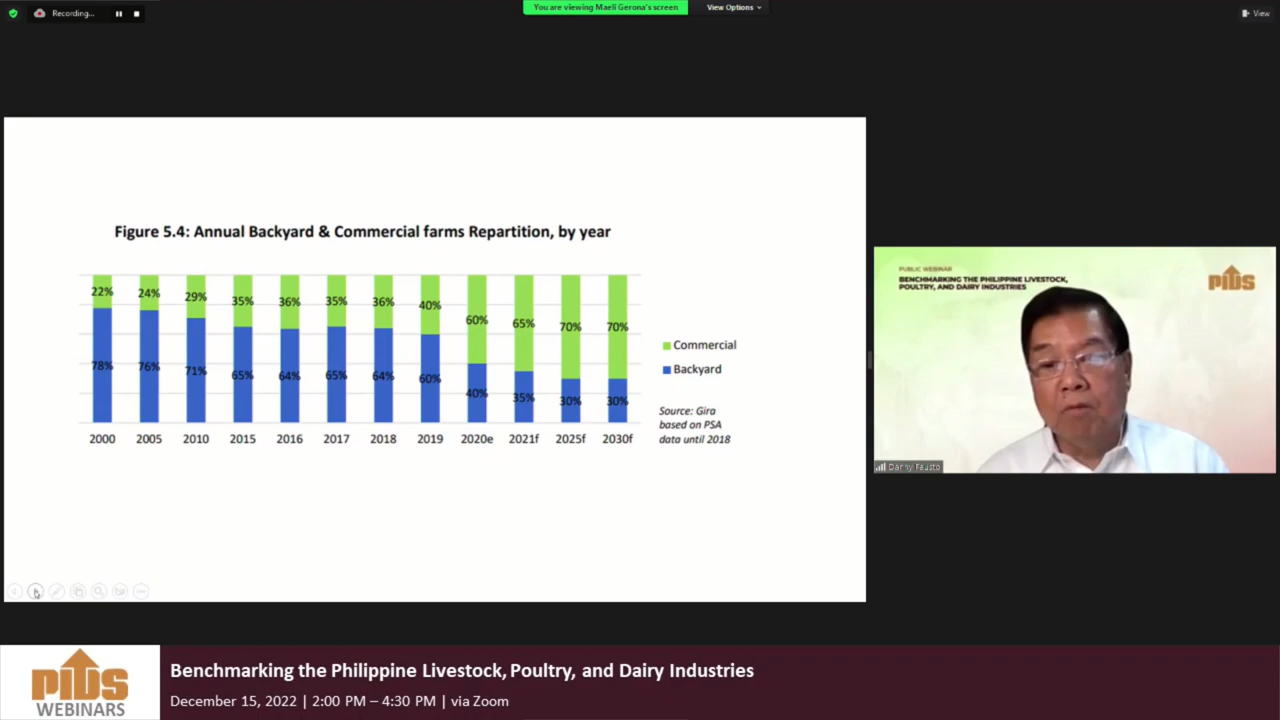 Recording...
You are viewing Maeli Gerona's screen
View Options
View
Figure 5.4: Annual Backyard & Commercial farms Repartition, by year
22% 24% 29% 35% 36% 35% 36% 40% 60% 65% 70% 70%
78% 76% 71% 65% 64% 65% 64% 60% 40% 35% 30% 30%
2000 2005 2010 2015 2016 2017 2018 2019 2020e 2021f 2025f 2030f
Commercial
Backyard
Source: Gira
based on PSA
data until 2018
PUBLIC WEBINAR
BENCHMARKING THE PHILIPPINE LIVESTOCK,
POULTRY, AND DAIRY INDUSTRIES
PIDS
Danny Fausto
PIDS
WEBINARS
Benchmarking the Philippine Livestock, Poultry, and Dairy Industries
December 15, 2022 | 2:00 PM – 4:30 PM | via Zoom